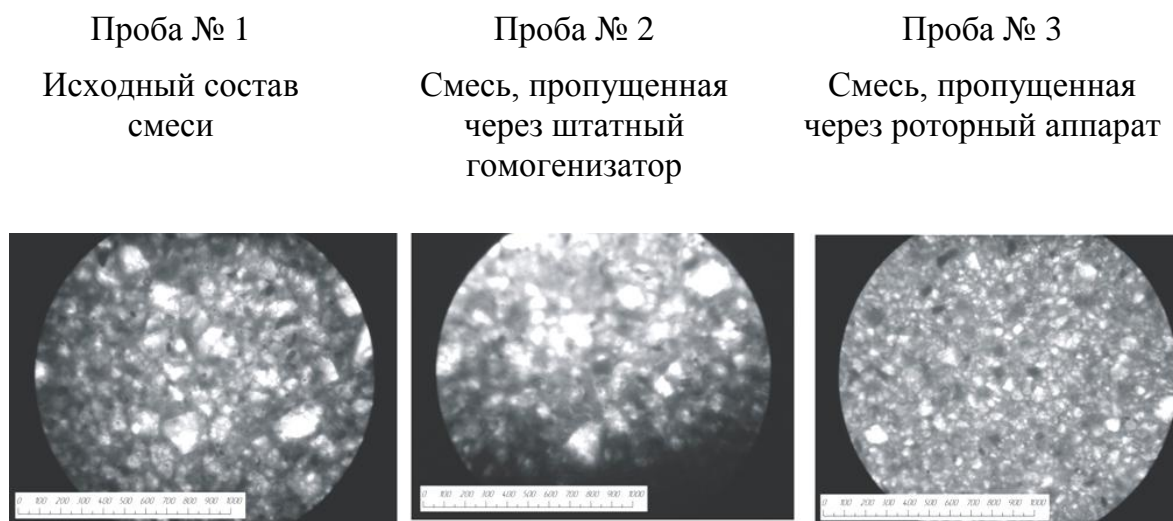 Проба № 1
Исходный состав
смеси
Проба № 2
Смесь, пропущенная
через штатный
гомогенизатор
Проба № 3
Смесь, пропущенная
через роторный аппарат
0 100 200 300 400 500 600 700 800 900 1000
0 100 200 300 400 500 600 700 800 900 1000
0 100 200 300 400 500 600 700 800 900 1000